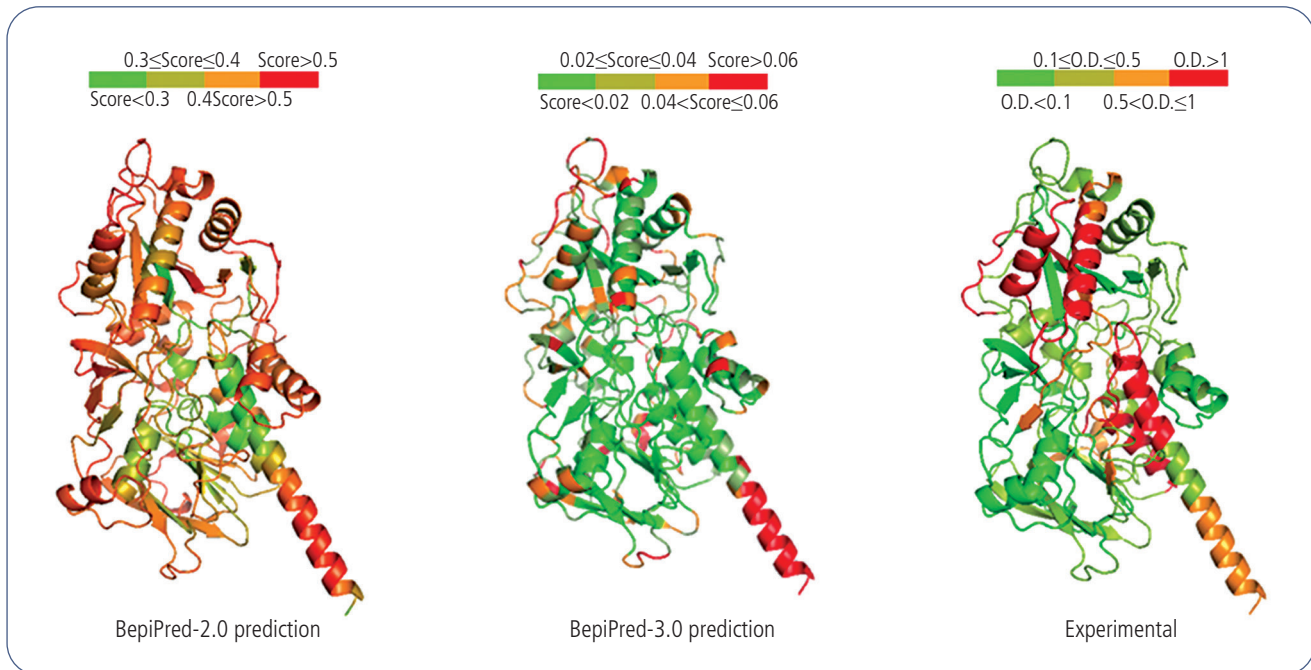 0.3≤Score≤0.4 Score>0.5
Score<0.3 0.4Score>0.5
BepiPred-2.0 prediction
0.02≤Score≤0.04 Score>0.06
Score<0.02 0.04<Score≤0.06
BepiPred-3.0 prediction
0.1≤O.D.≤0.5 O.D.>1
O.D.<0.1 0.5<O.D.≤1
Experimental